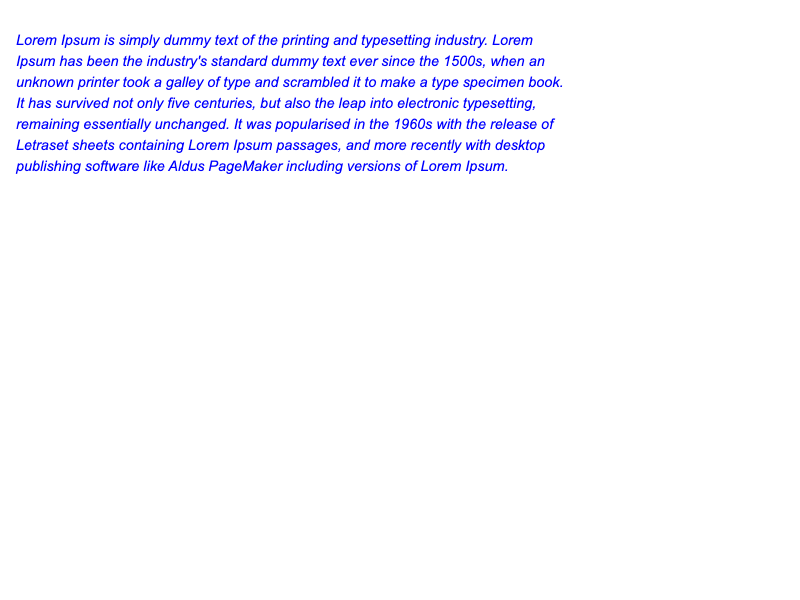 Lorem Ipsum is simply dummy text of the printing and typesetting industry. Lorem
Ipsum has been the industry's standard dummy text ever since the 1500s, when an
unknown printer took a galley of type and scrambled it to make a type specimen book.
It has survived not only five centuries, but also the leap into electronic typesetting,
remaining essentially unchanged. It was popularised in the 1960s with the release of
Letraset sheets containing Lorem Ipsum passages, and more recently with desktop
publishing software like Aldus PageMaker including versions of Lorem Ipsum.